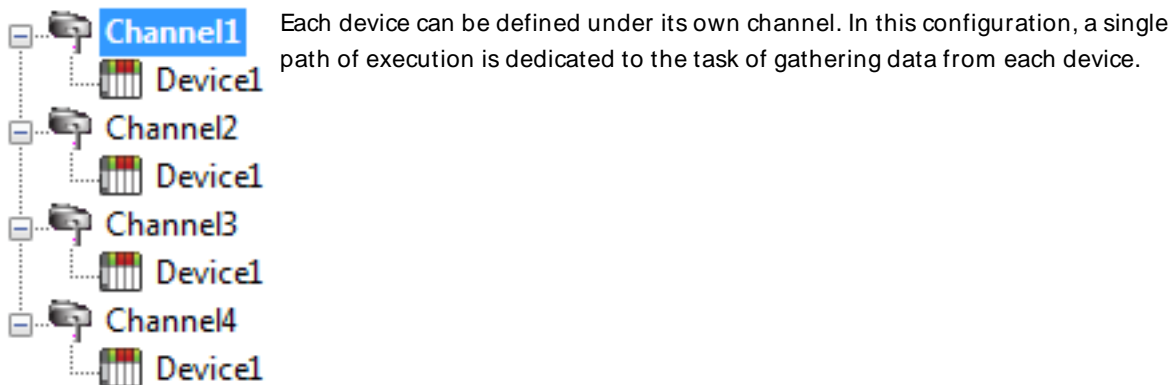 Channel1
Device1
Channel2
Device1
Channel3
Device1
Channel4
Device1
Each device can be defined under its own channel. In this configuration, a single
path of execution is dedicated to the task of gathering data from each device.